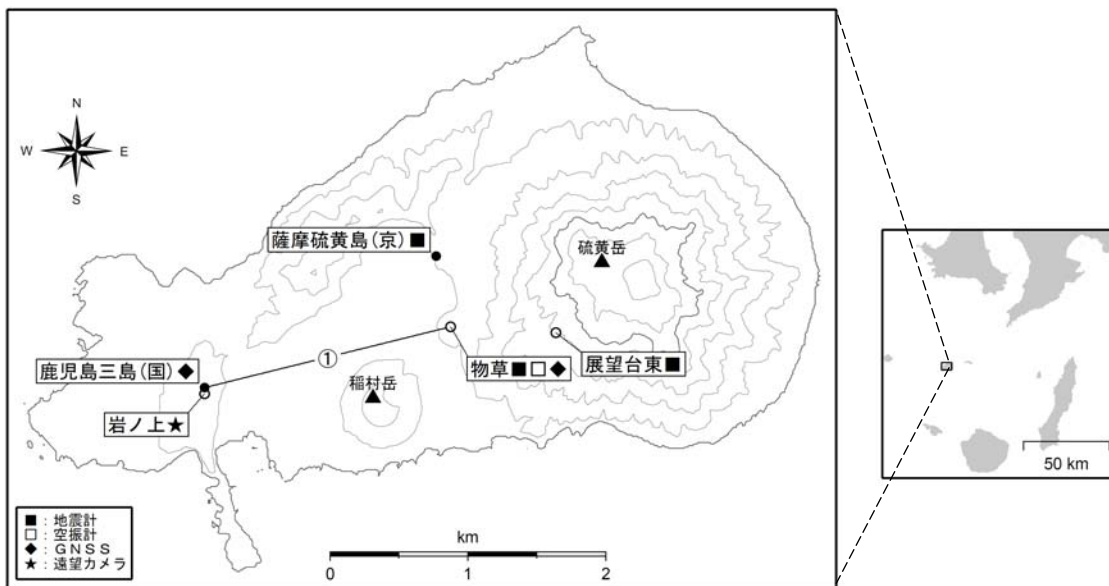 N
W E
S
薩摩硫黄島(京)■
硫黄岳
①
鹿児島三島(国)◆
物草■□◆
展望台東■
稲村岳
岩ノ上★
■:地震計
□:空振計
◆:GNSS
★:遠望カメラ
km
0 1 2
50 km